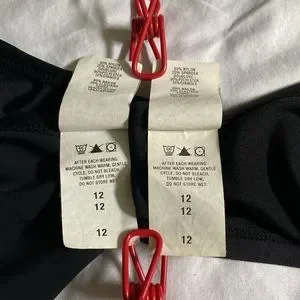 80% NYLON
20% SPANDEX
DOUBLURE
AFTER EACH WEARING
MACHINE WASH WARM, GENTLE
CYCLE, DO NOT BLEACH
TUMBLE DRY LOW,
DO NOT STORE WET.
12
12
12
80% NYLON
20% SPANDEX
DOUBLURE
AFTER EACH WEARING
MACHINE WASH WARM, GENTLE
CYCLE, DO NOT BLEACH
TUMBLE DRY LOW,
DO NOT STORE WET.
12
12
12